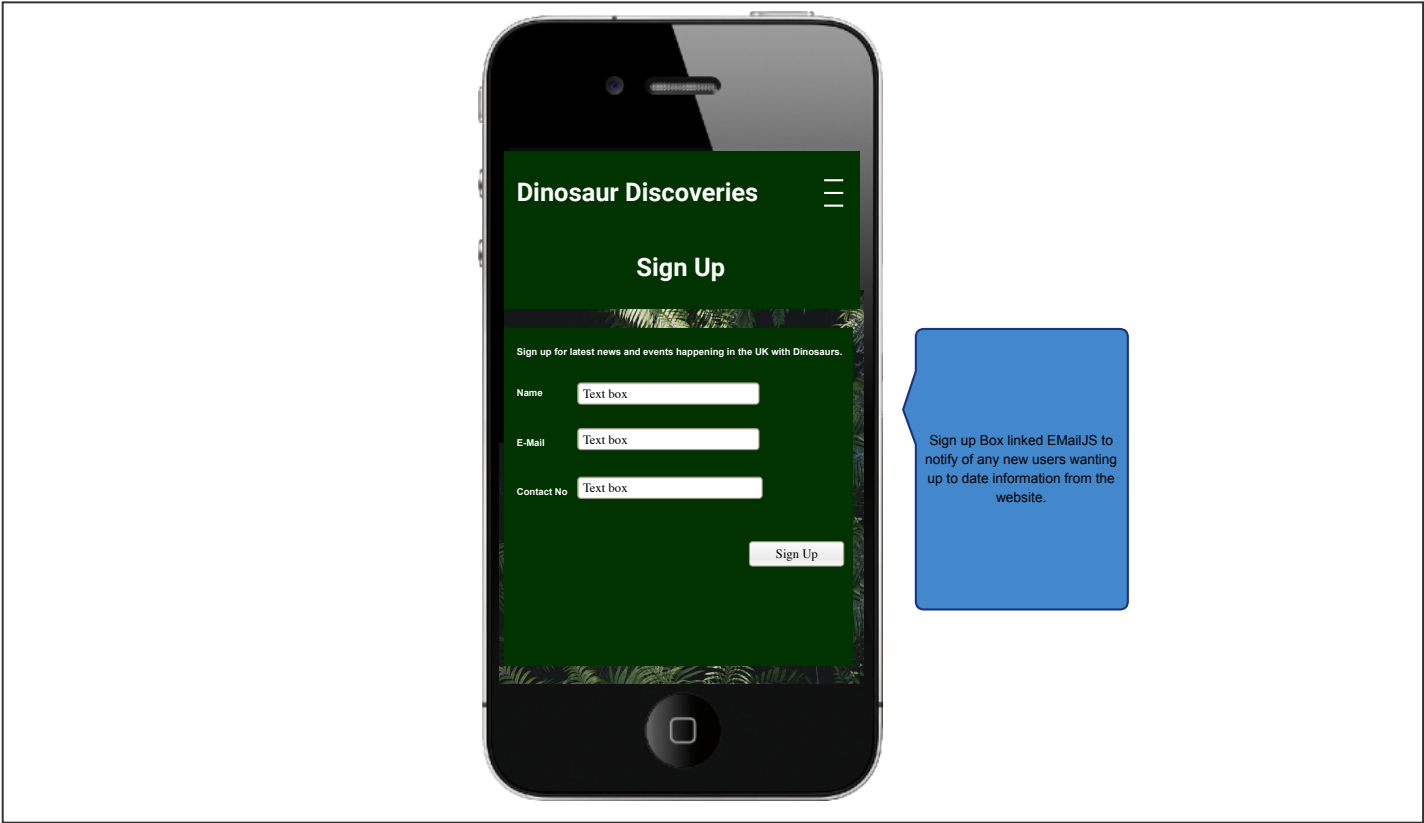 Dinosaur Discoveries
Sign Up
Sign up for latest news and events happening in the UK with Dinosaurs.
Name
Text box
E-Mail
Text box
Contact No
Text box
Sign Up
Sign up Box linked EMailJS to
notify of any new users wanting
up to date information from the
website.